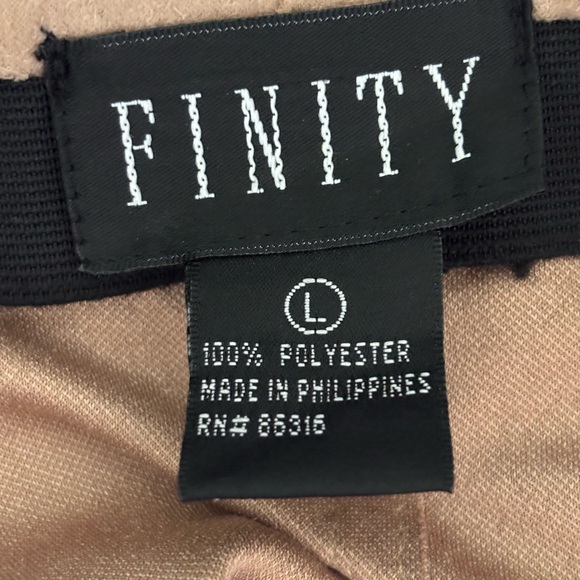 FINITY
L
100% POLYESTER
MADE IN PHILIPPINES
RN# 86316